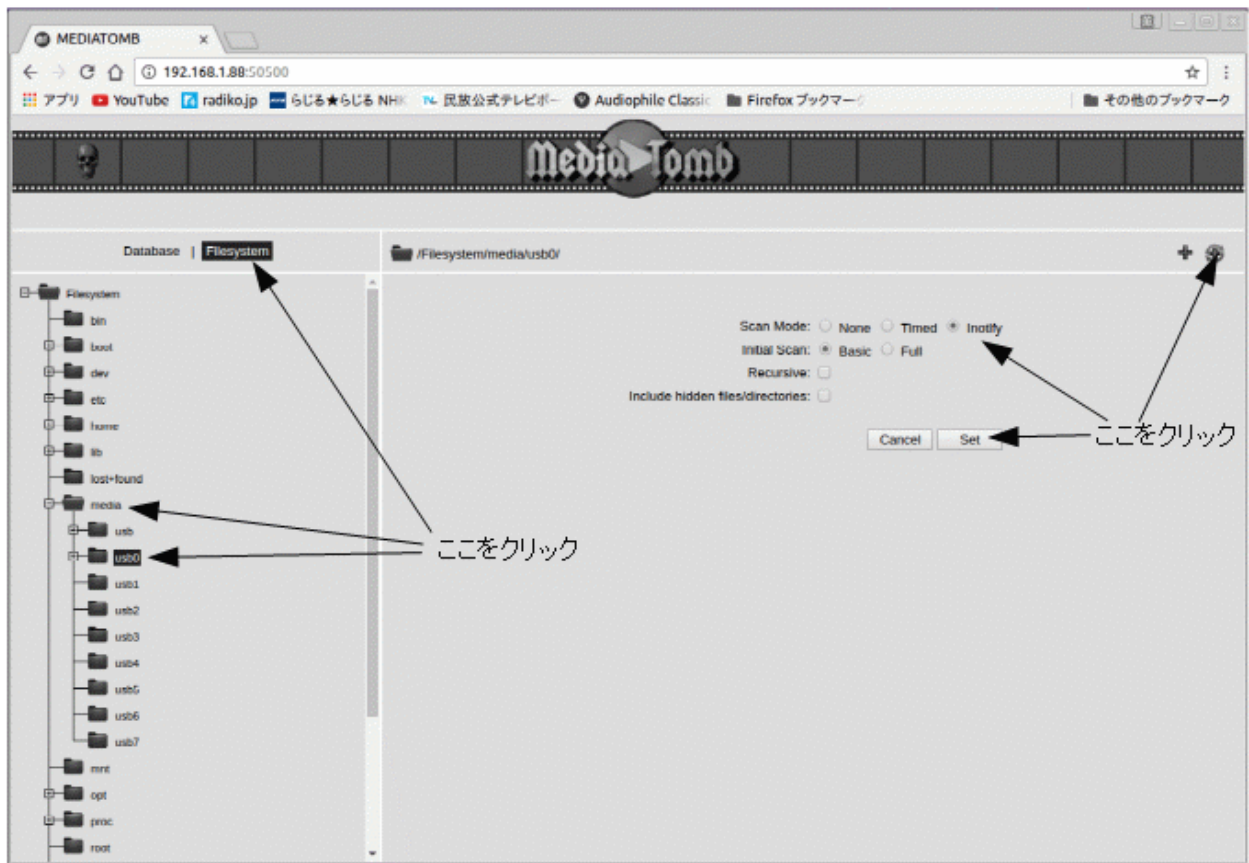 MEDIATOMB
192.168.1.88:50500
アプリ YouTube radiko.jp らじる★らじる NHK 民放公式テレビポー Audiophile Classic Firefox ブックマーク その他のブックマーク
Media Tomb
Database | Filesystem
/Filesystem/media/usb0/
Filesystem
bin
boot
dev
etc
home
lib
lost+found
media
usb
usb0
usb1
usb2
usb3
usb4
usb5
usb6
usb7
mnt
opt
proc
root
Scan Mode: None Timed Inotify
Initial Scan: Basic Full
Recursive:
Include hidden files/directories:
Cancel Set
ここをクリック
ここをクリック